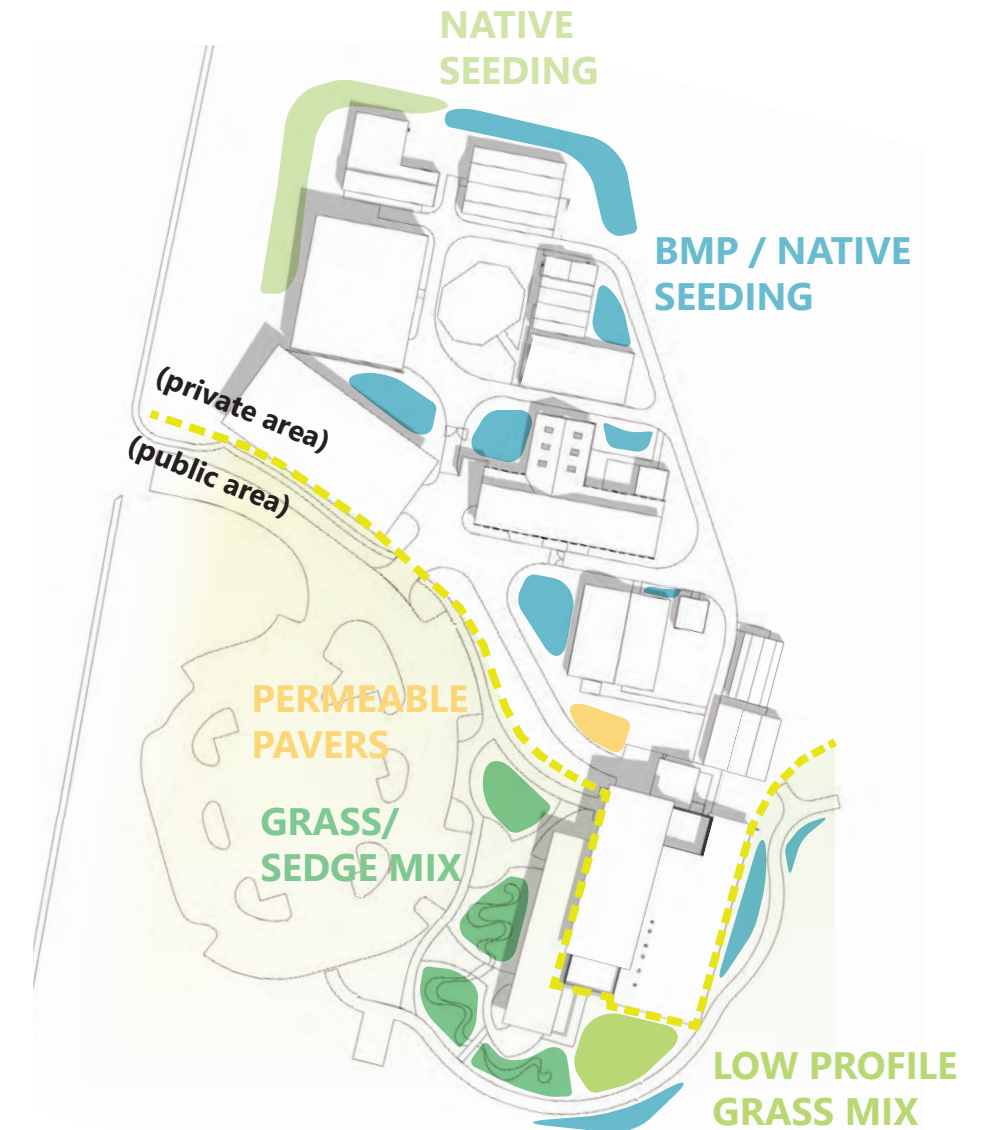 NATIVE
SEEDING
BMP / NATIVE
SEEDING
(private area)
(public area)
PERMEABLE
PAVERS
GRASS/
SEDGE MIX
LOW PROFILE
GRASS MIX